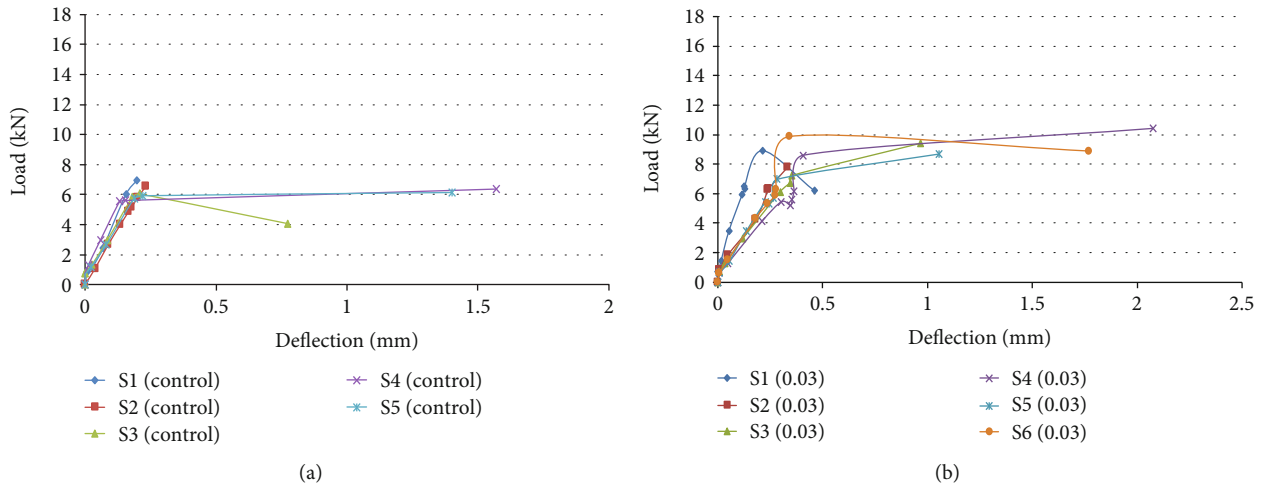 18
16
14
12
10
8
6
4
2
0
Load (kN)
0
0.5
1
1.5
2
Deflection (mm)
S1 (control)
S2 (control)
S3 (control)
S4 (control)
S5 (control)
(a)
18
16
14
12
10
8
6
4
2
0
Load (kN)
0
0.5
1
1.5
2
2.5
Deflection (mm)
S1 (0.03)
S2 (0.03)
S3 (0.03)
S4 (0.03)
S5 (0.03)
S6 (0.03)
(b)